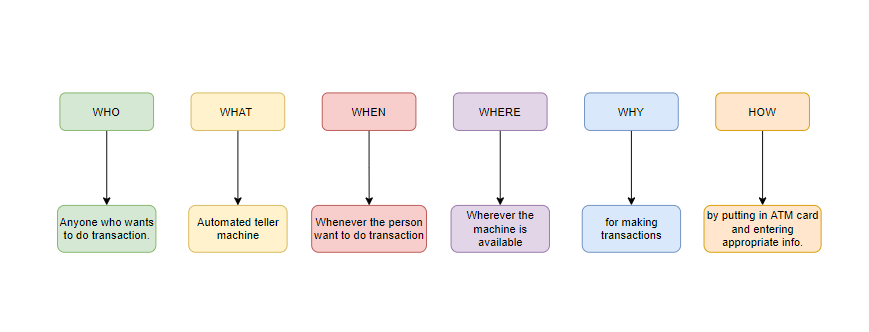 WHO
WHAT
WHEN
WHERE
WHY
HOW
Anyone who wants
to do transaction.
Automated teller
machine
Whenever the person
want to do transaction
Wherever the
machine is
available
for making
transactions
by putting in ATM card
and entering
appropriate info.